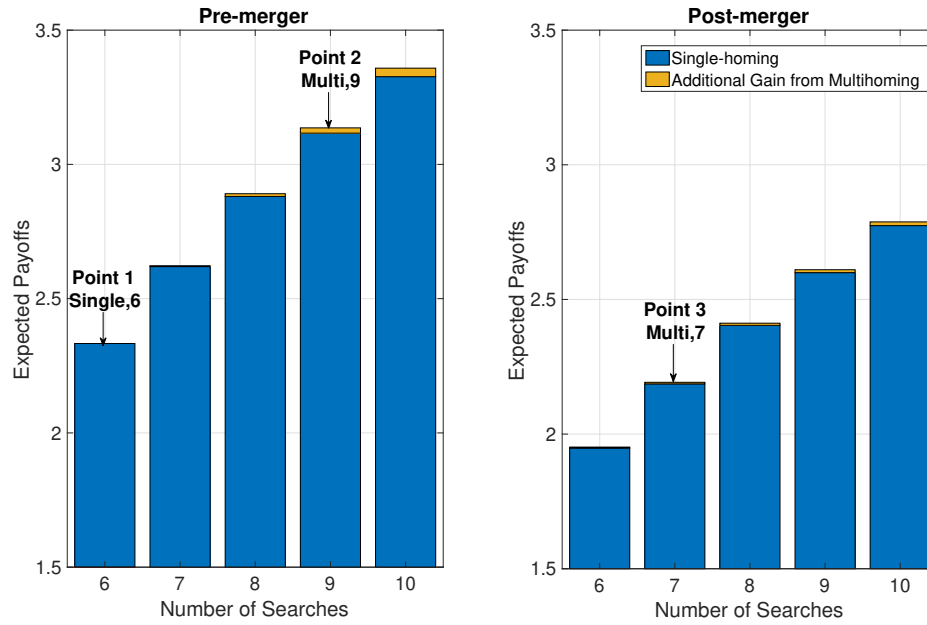 Pre-merger
3.5
3
2.5
2
1.5
Expected Payoffs
Point 1
Single,6
Point 2
Multi,9
6 7 8 9 10
Number of Searches
Post-merger
Single-homing
Additional Gain from Multihoming
3.5
3
2.5
2
1.5
Expected Payoffs
Point 3
Multi,7
6 7 8 9 10
Number of Searches